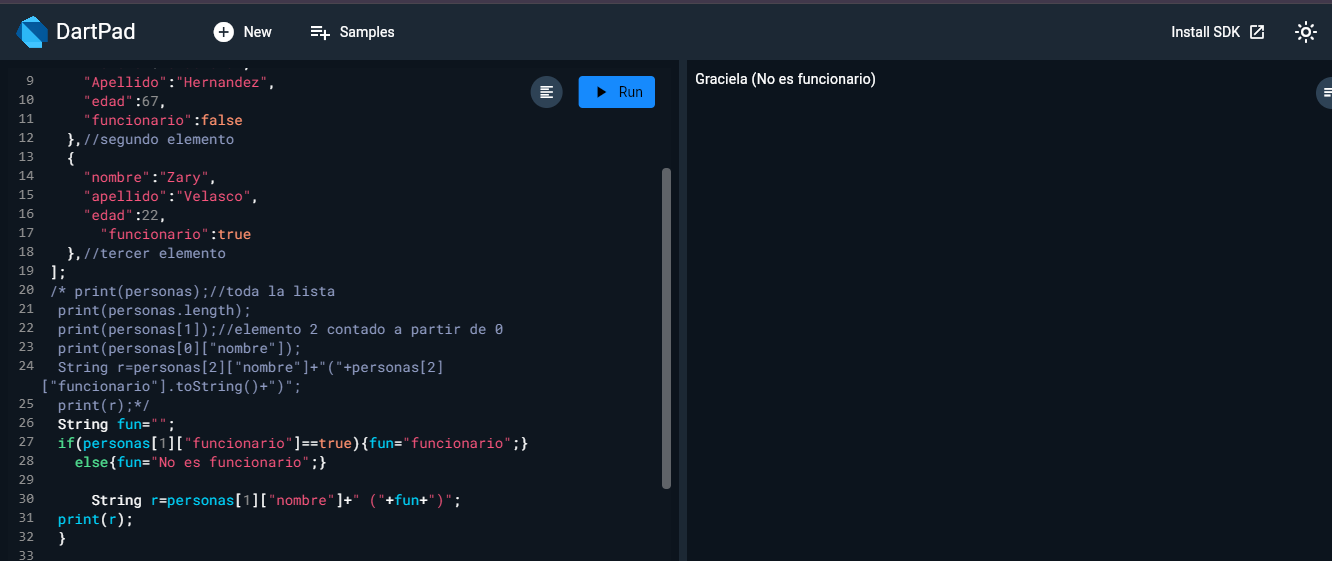 DartPad
New
Samples
Install SDK
Run
9 "Apellido":"Hernandez",
10 "edad":67,
11 "funcionario":false
12 },//segundo elemento
13 {
14 "nombre":"Zary",
15 "apellido":"Velasco",
16 "edad":22,
17 "funcionario":true
18 },//tercer elemento
19 ];
20 /* print(personas);//toda la lista
21 print(personas.length);
22 print(personas[1]);//elemento 2 contado a partir de 0
23 print(personas[0]["nombre"]);
24 String r=personas[2]["nombre"]+"("+personas[2]
["funcionario"].toString()+")";
25 print(r);*/
26 String fun="";
27 if(personas[1]["funcionario"]==true){fun="funcionario";}
28 else{fun="No es funcionario";}
29
30 String r=personas[1]["nombre"]+" ("+fun+")";
31 print(r);
32 }
33
Graciela (No es funcionario)